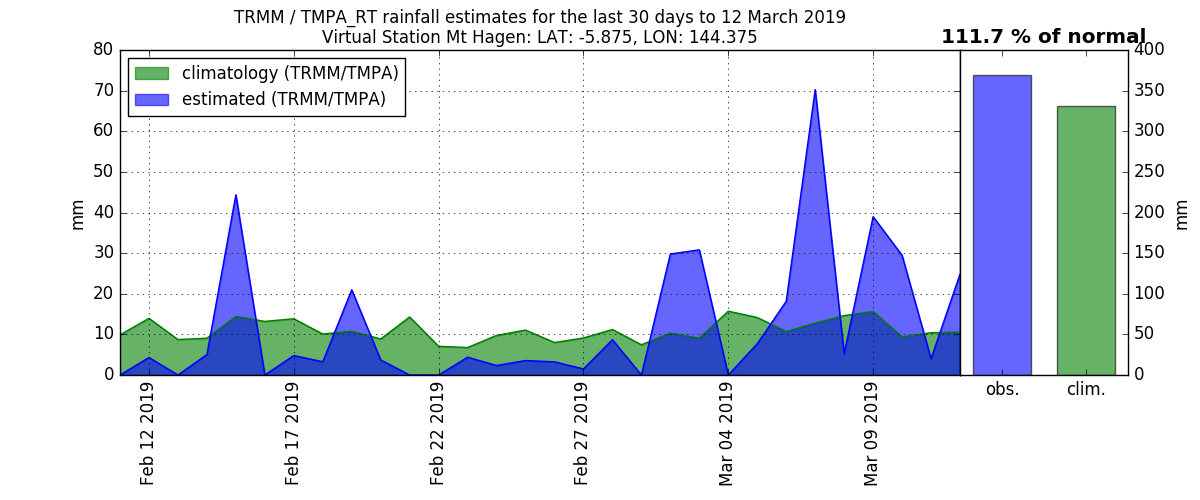 TRMM / TMPA_RT rainfall estimates for the last 30 days to 12 March 2019
Virtual Station Mt Hagen: LAT: -5.875, LON: 144.375
111.7 % of normal
climatology (TRMM/TMPA)
estimated (TRMM/TMPA)
mm
80
70
60
50
40
30
20
10
0
Feb 12 2019
Feb 17 2019
Feb 22 2019
Feb 27 2019
Mar 04 2019
Mar 09 2019
obs.
clim.
400
350
300
250
200
150
100
50
0
mm